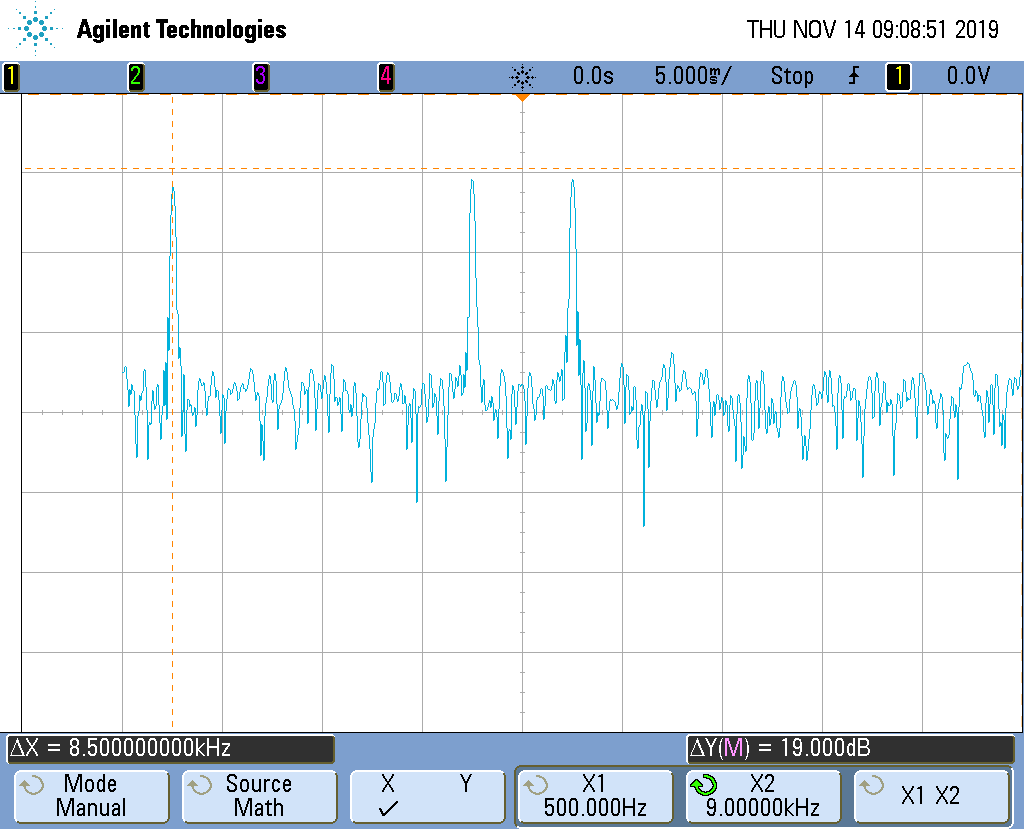 Agilent Technologies THU NOV 14 09:08:51 2019
1 2 3 4 0.0s 5.000㎳/ Stop 1 0.0V
ΔX = 8.500000000kHz ΔY(M) = 19.000dB
Mode Source X Y X1 X2 X1 X2
Manual Math ✓ 500.000Hz 9.00000kHz